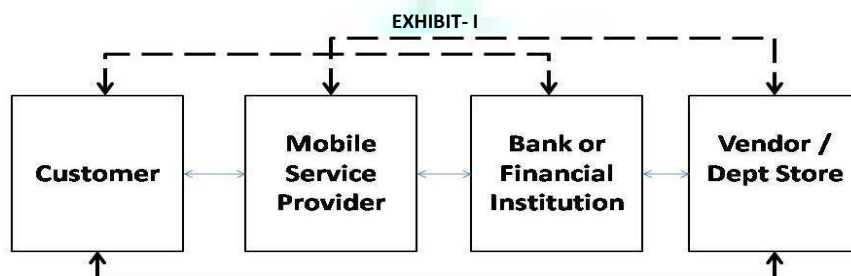 EXHIBIT- I
Customer
Mobile
Service
Provider
Bank or
Financial
Institution
Vendor /
Dept Store